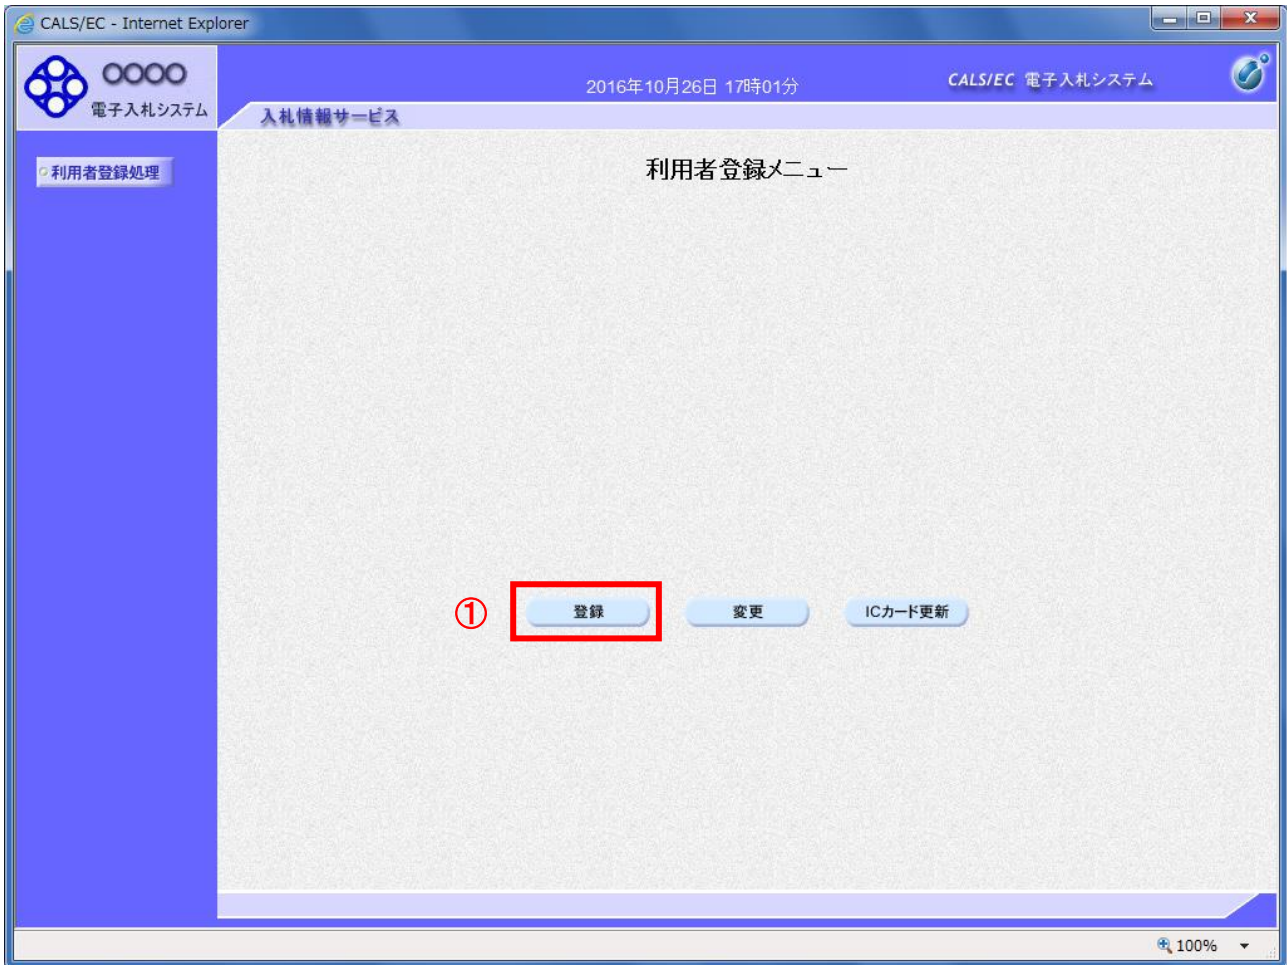 CALS/EC - Internet Explorer
○○○○
電子入札システム
2016年10月26日 17時01分
CALS/EC 電子入札システム
入札情報サービス
利用者登録処理
利用者登録メニュー
①
登録
変更
ICカード更新
100%